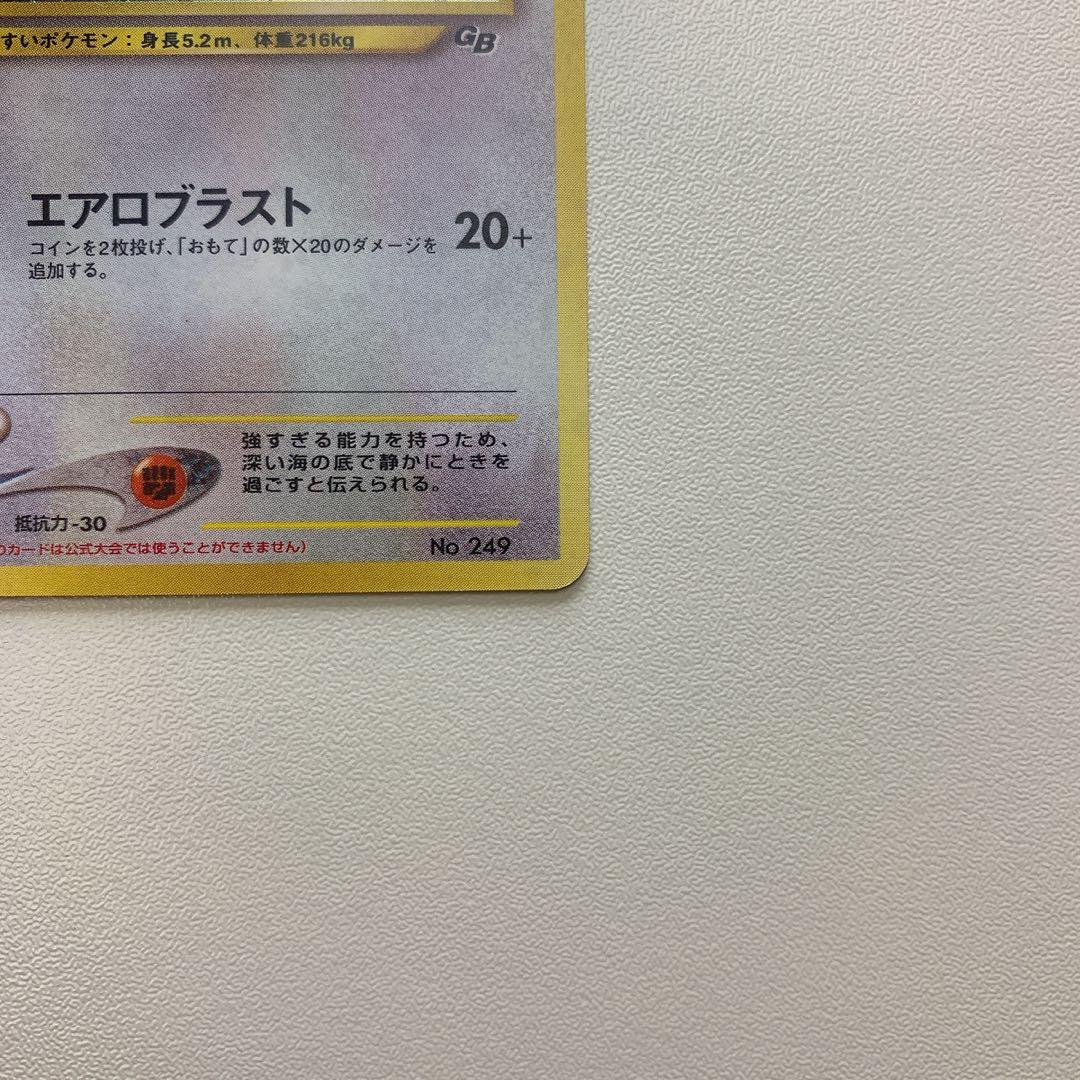 すいポケモン：身長5.2m、体重216kg
GB
エアロブラスト
20+
コインを2枚投げ、「おもて」の数×20のダメージを
追加する。
強すぎる能力を持つため、
深い海の底で静かにときを
過ごすと伝えられる。
抵抗力-30
カードは公式大会では使うことができません）
No 249